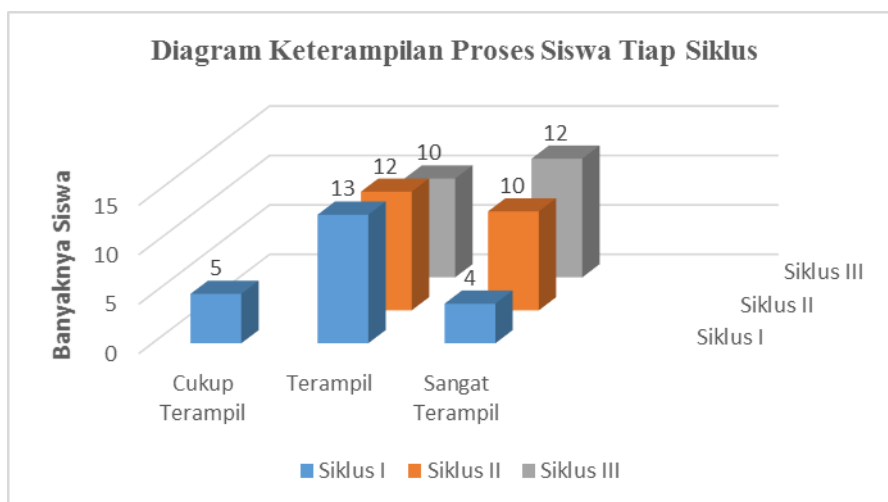 Diagram Keterampilan Proses Siswa Tiap Siklus
Banyaknya Siswa
15
10
5
0
5
13
12
10
4
10
12
Siklus III
Siklus II
Siklus I
Cukup
Terampil
Terampil
Sangat
Terampil
Siklus I
Siklus II
Siklus III